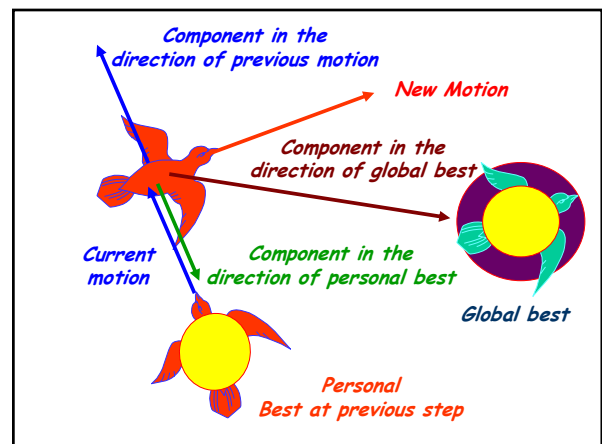 Component in the
direction of previous motion
New Motion
Component in the
direction of global best
Current
motion
Component in the
direction of personal best
Global best
Personal
Best at previous step